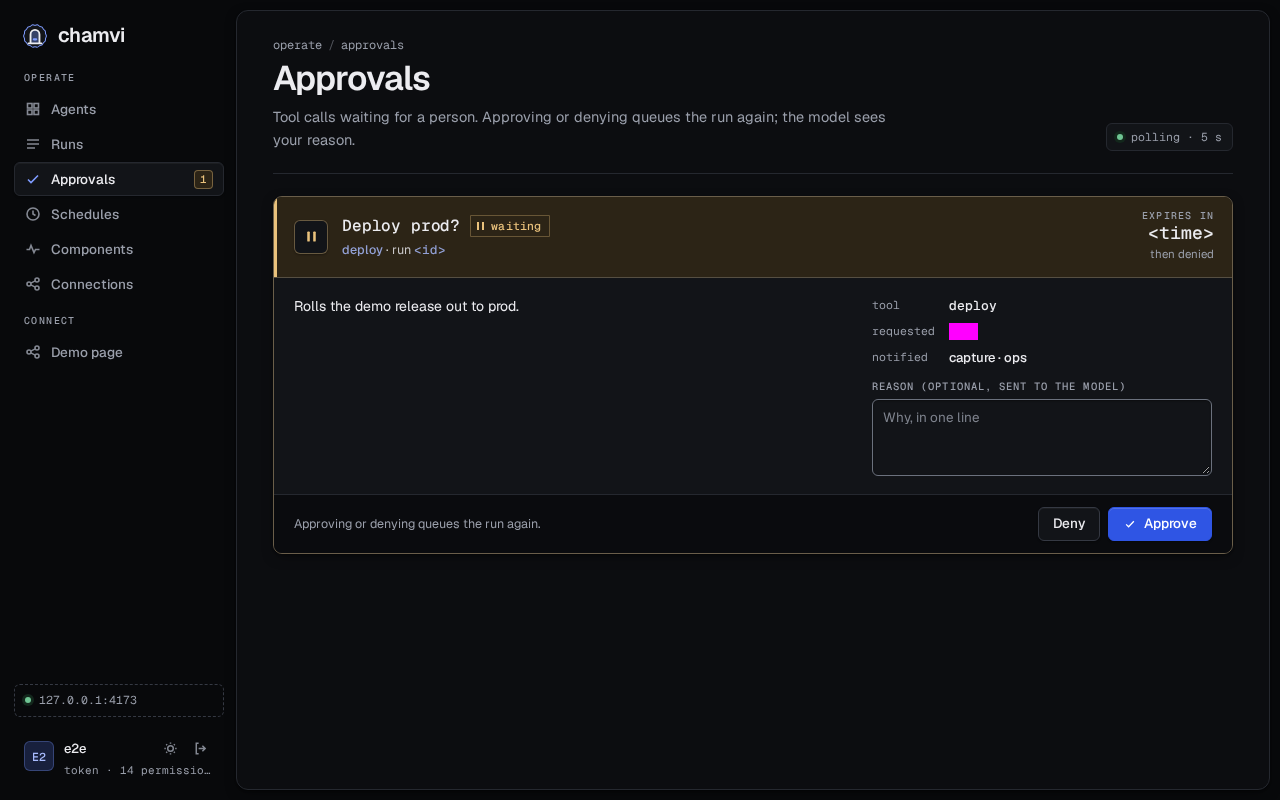 chamvi
OPERATE
Agents
Runs
Approvals 1
Schedules
Components
Connections
CONNECT
Demo page
127.0.0.1:4173
E2
e2e
token · 14 permissio…
operate / approvals
Approvals
Tool calls waiting for a person. Approving or denying queues the run again; the model sees
your reason.
polling · 5 s
Deploy prod? waiting
deploy · run <id>
EXPIRES IN
<time>
then denied
Rolls the demo release out to prod.
tool deploy
requested
notified capture · ops
REASON (OPTIONAL, SENT TO THE MODEL)
Why, in one line
Approving or denying queues the run again.
Deny
Approve